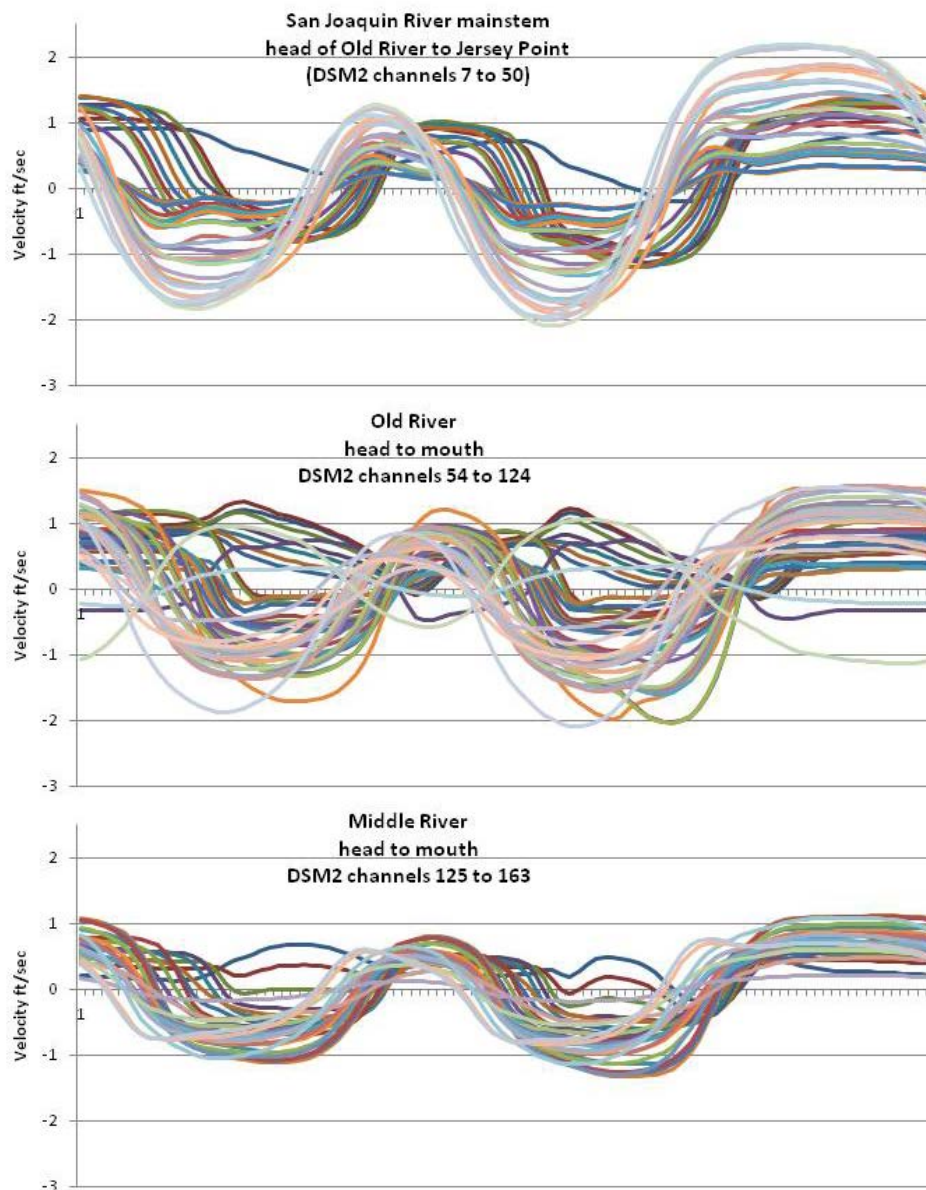 San Joaquin River mainstem
head of Old River to Jersey Point
(DSM2 channels 7 to 50)
2
1
0
1
-1
-2
-3
Velocity ft/sec
Old River
head to mouth
DSM2 channels 54 to 124
2
1
0
1
-1
-2
-3
Velocity ft/sec
Middle River
head to mouth
DSM2 channels 125 to 163
2
1
0
1
-1
-2
-3
Velocity ft/sec